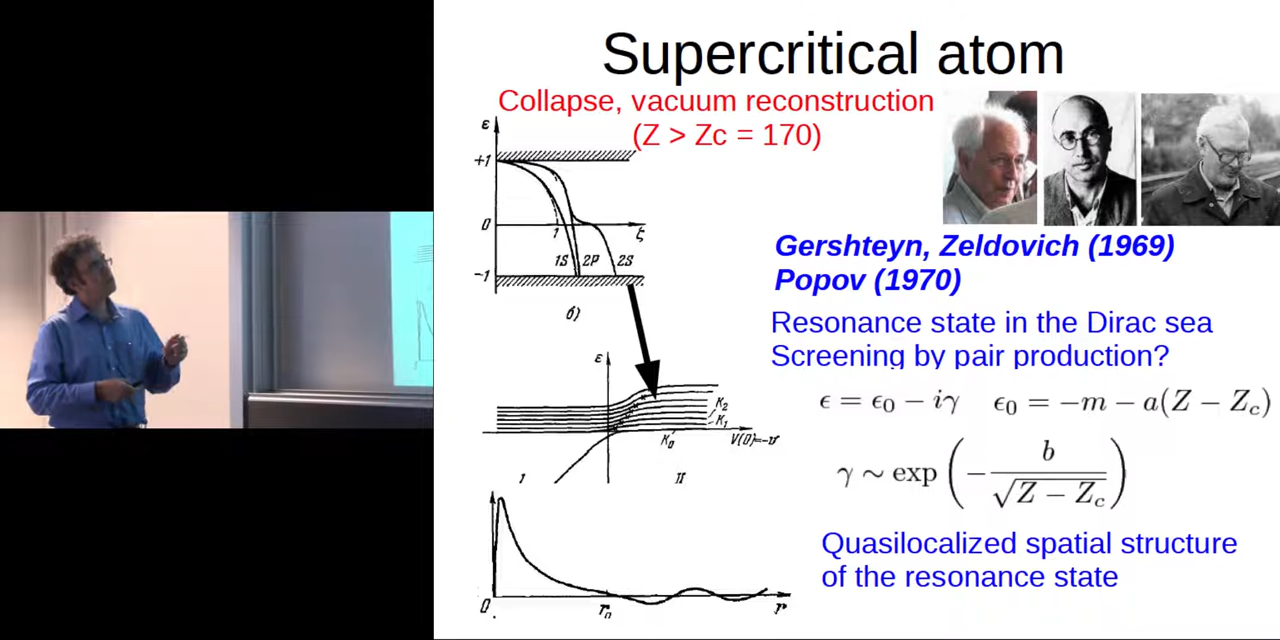 Supercritical atom
Collapse, vacuum reconstruction
(Z > Zc = 170)
ε
+1
0
1
ζ
-1
1S 2P 2S
б)
Gershteyn, Zeldovich (1969)
Popov (1970)
Resonance state in the Dirac sea
Screening by pair production?
ϵ = ϵ₀ − iγ ϵ₀ = −m − a(Z − Z_c)
γ ∼ exp(− b / √(Z − Z_c))
ε
K₂
K₁
K₀
V(0)=-v
I II
Quasilocalized spatial structure
of the resonance state
0
r₀
r